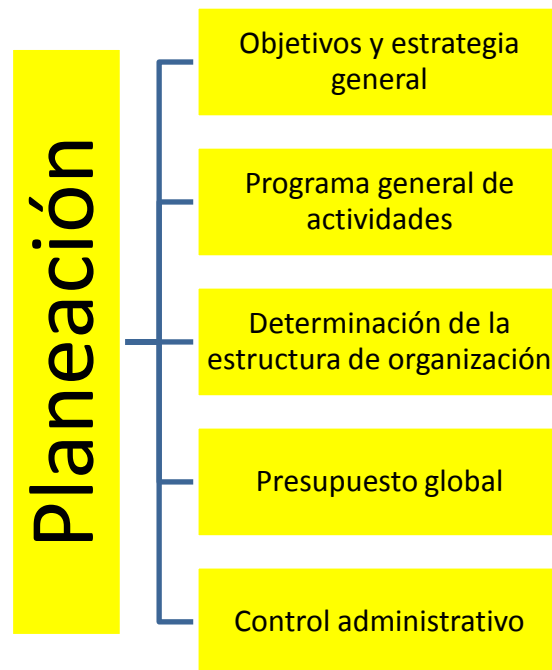 Planeación
Objetivos y estrategia
general
Programa general de
actividades
Determinación de la
estructura de organización
Presupuesto global
Control administrativo